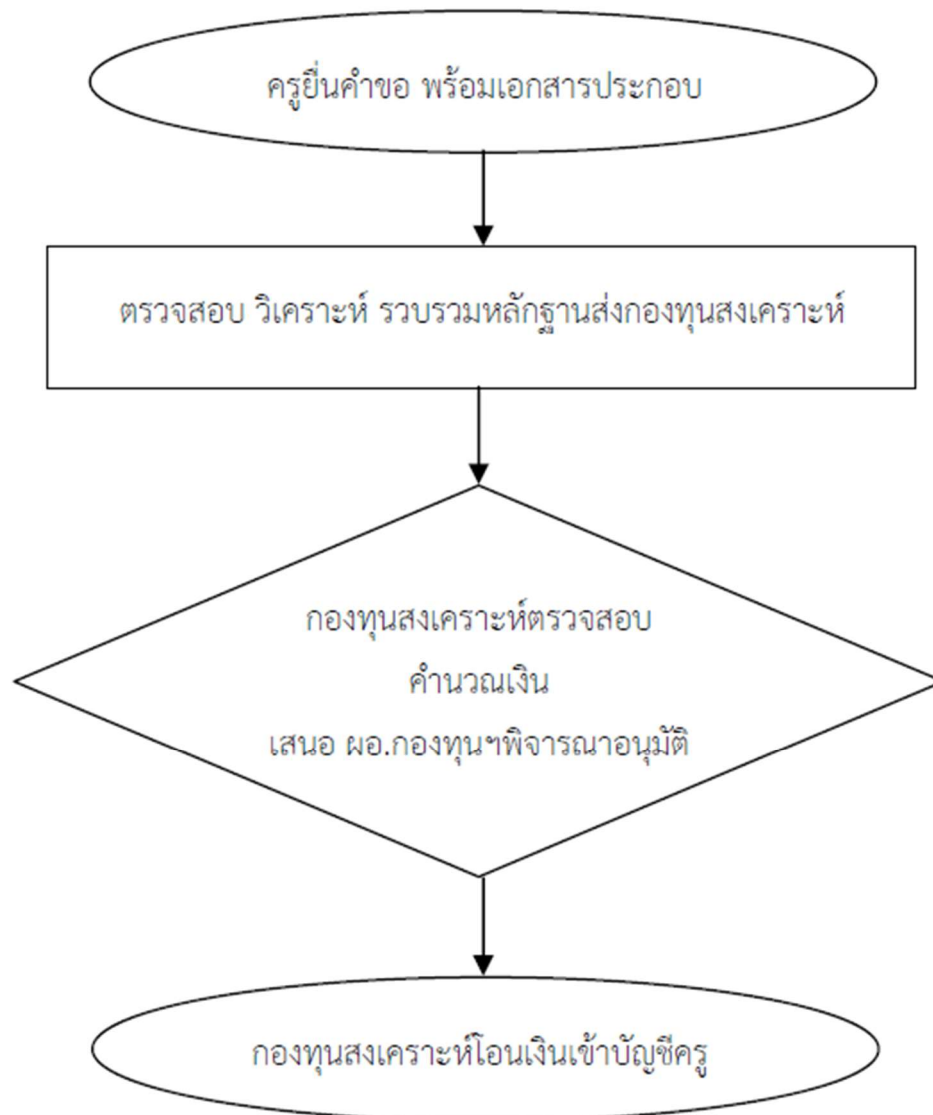 ครูยื่นคำขอ พร้อมเอกสารประกอบ
ตรวจสอบ วิเคราะห์ รวบรวมหลักฐานส่งกองทุนสงเคราะห์
กองทุนสงเคราะห์ตรวจสอบ
คำนวณเงิน
เสนอ ผอ.กองทุนฯพิจารณาอนุมัติ
กองทุนสงเคราะห์โอนเงินเข้าบัญชีครู